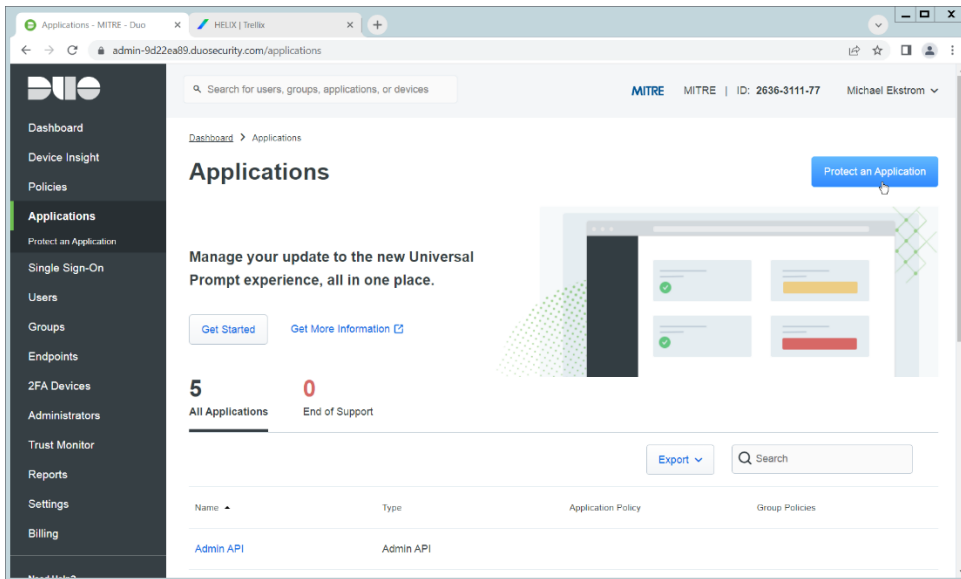 Applications - MITRE - Duo
HELIX | Trellix
admin-9d22ea89.duosecurity.com/applications
DUO
Search for users, groups, applications, or devices
MITRE
MITRE | ID: 2636-3111-77
Michael Ekstrom
Dashboard
Device Insight
Policies
Applications
Protect an Application
Single Sign-On
Users
Groups
Endpoints
2FA Devices
Administrators
Trust Monitor
Reports
Settings
Billing
Need Help?
Dashboard > Applications
Applications
Protect an Application
Manage your update to the new Universal
Prompt experience, all in one place.
Get Started
Get More Information
5
All Applications
0
End of Support
Export
Search
Name
Type
Application Policy
Group Policies
Admin API
Admin API